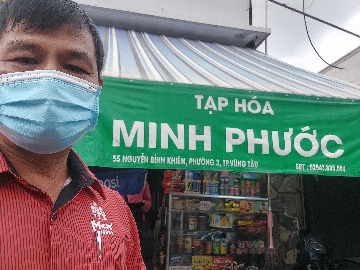 TẠP HÓA
MINH PHƯỚC
55 NGUYỄN BỈNH KHIÊM, PHƯỜNG 3, TP.VŨNG TÀU